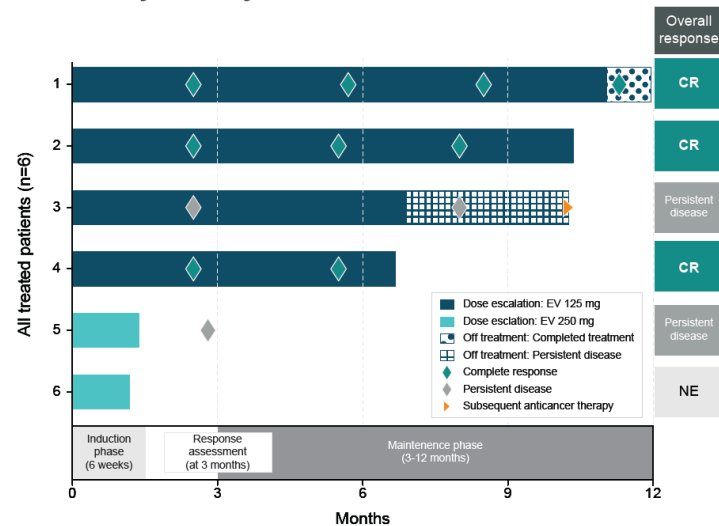 Overall
response
All treated patients (n=6)
1
CR
2
CR
3
Persistent
disease
4
CR
5
Persistent
disease
6
NE
Dose escalation: EV 125 mg
Dose esclation: EV 250 mg
Off treatment: Completed treatment
Off treatment: Persistent disease
Complete response
Persistent disease
Subsequent anticancer therapy
Induction
phase
(6 weeks)
Response
assessment
(at 3 months)
Maintenence phase
(3-12 months)
0
3
6
9
12
Months